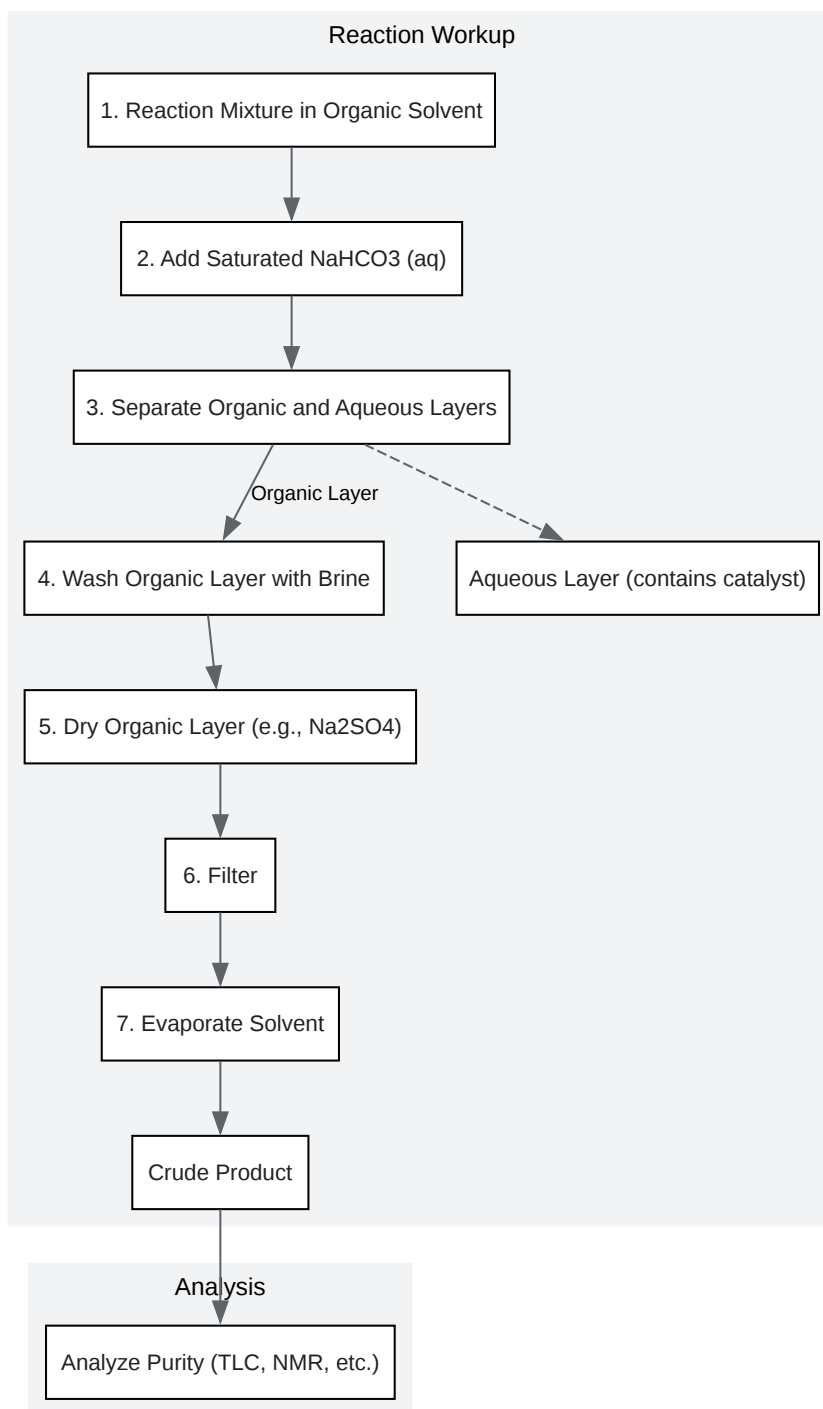 Reaction Workup
1. Reaction Mixture in Organic Solvent
2. Add Saturated NaHCO3 (aq)
3. Separate Organic and Aqueous Layers
Organic Layer
4. Wash Organic Layer with Brine
Aqueous Layer (contains catalyst)
5. Dry Organic Layer (e.g., Na2SO4)
6. Filter
7. Evaporate Solvent
Crude Product
Analysis
Analyze Purity (TLC, NMR, etc.)